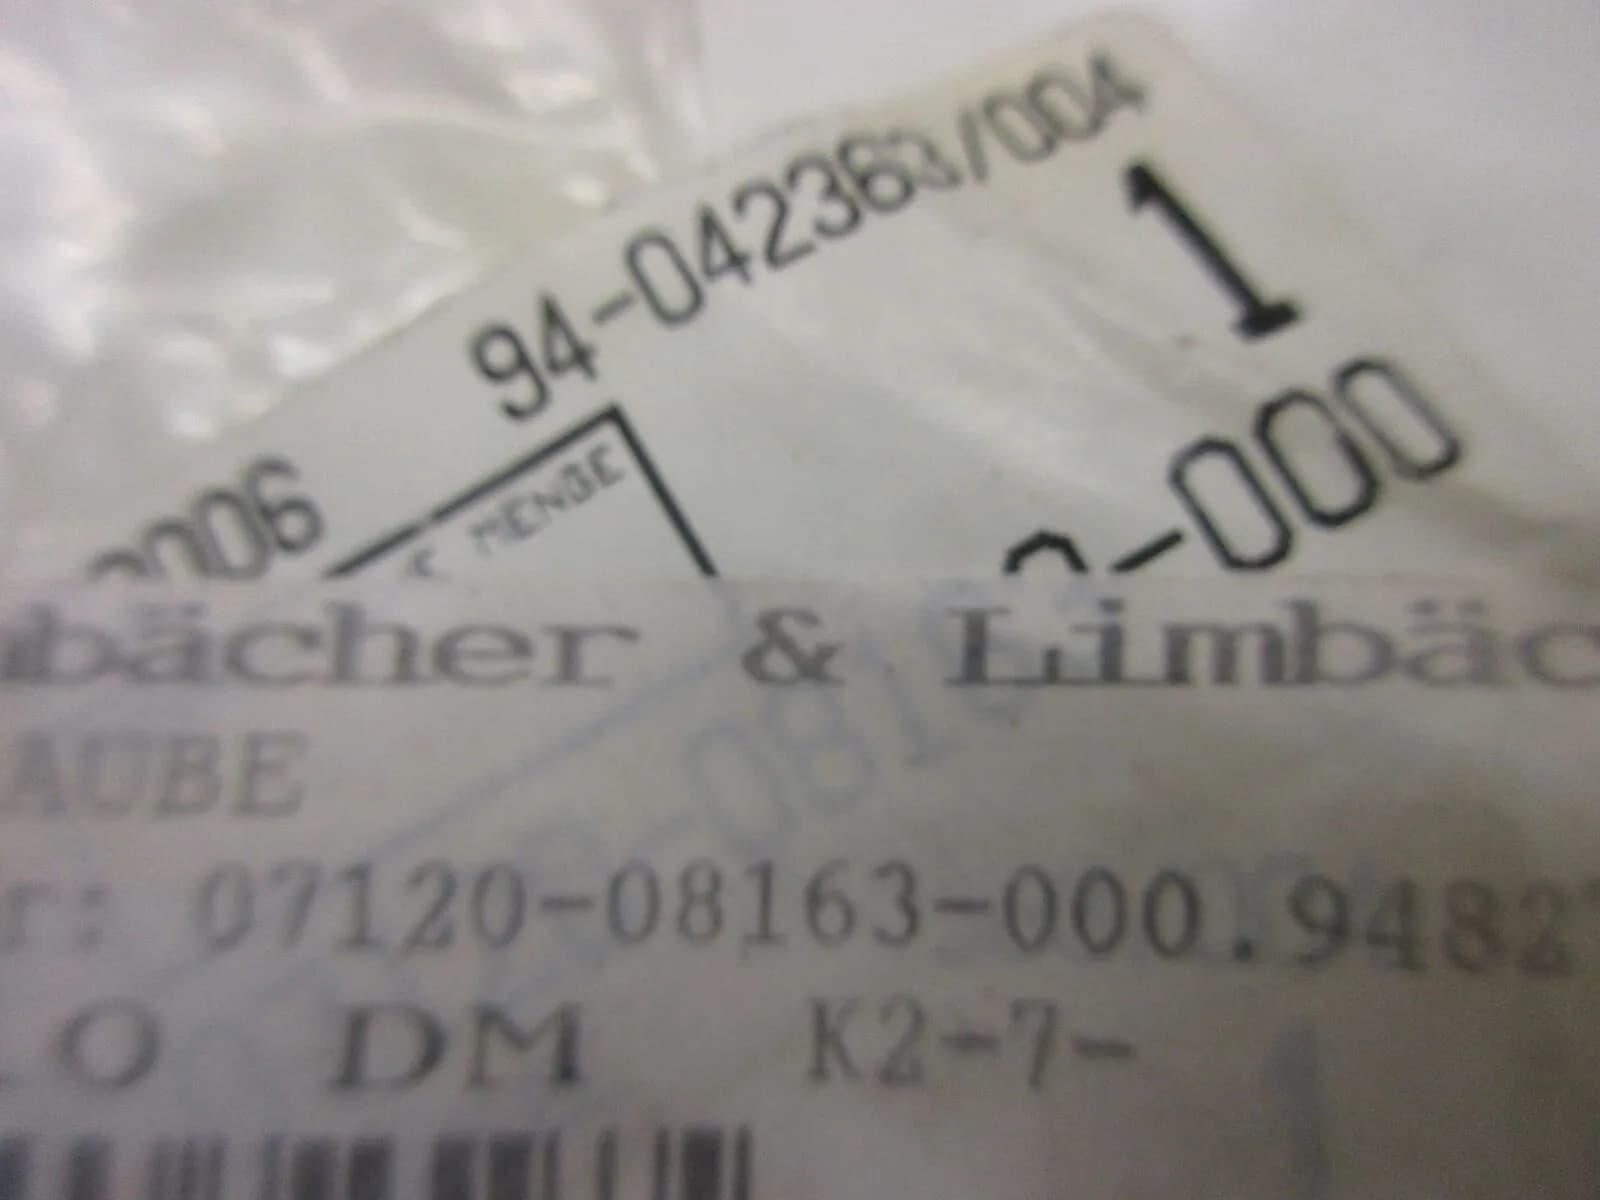 94-042363/004
1
006
MENGE
-000
bächer & Limbäc
AUBE
r: 07120-08163-000.9482
O DM K2-7-